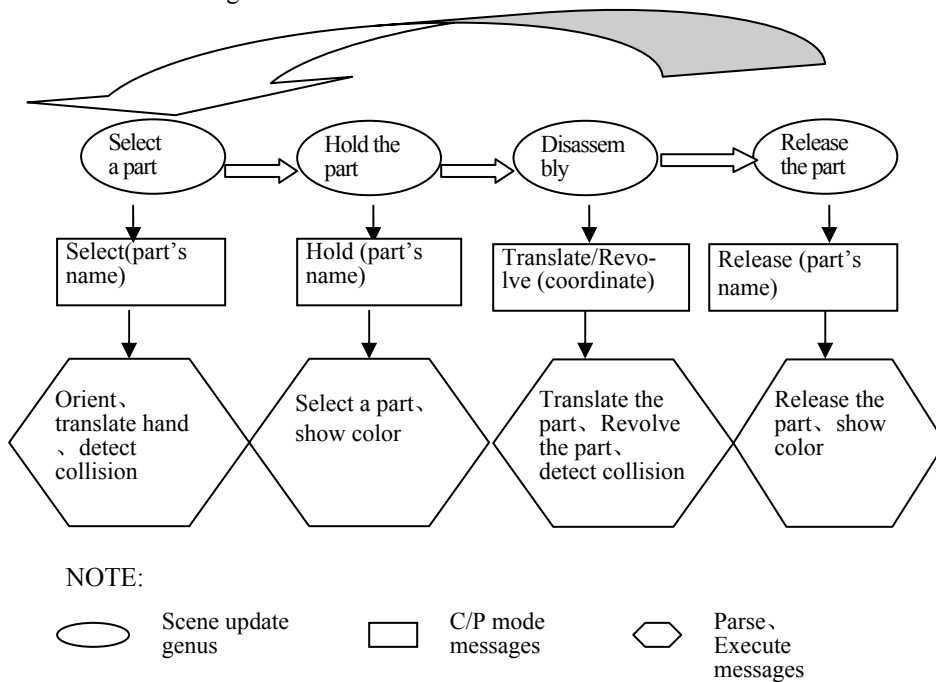 Select
a part
Hold the
part
Disassem
bly
Release
the part
Select(part’s
name)
Hold (part’s
name)
Translate/Revo-
lve (coordinate)
Release (part’s
name)
Orient、
translate hand
、detect
collision
Select a part、
show color
Translate the
part、Revolve
the part、
detect collision
Release the
part、show
color
NOTE:
Scene update
genus
C/P mode
messages
Parse、
Execute
messages